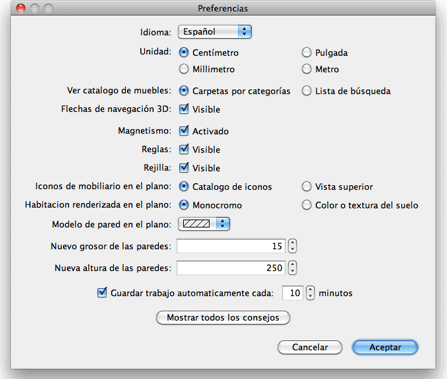 Preferencias
Idioma: Español
Unidad: Centímetro Pulgada
Millimetro Metro
Ver catalogo de muebles: Carpetas por categorías Lista de búsqueda
Flechas de navegación 3D: Visible
Magnetismo: Activado
Reglas: Visible
Rejilla: Visible
Iconos de mobiliario en el plano: Catalogo de iconos Vista superior
Habitacion renderizada en el plano: Monocromo Color o textura del suelo
Modelo de pared en el plano:
Nuevo grosor de las paredes: 15
Nueva altura de las paredes: 250
Guardar trabajo automaticamente cada: 10 minutos
Mostrar todos los consejos
Cancelar Aceptar